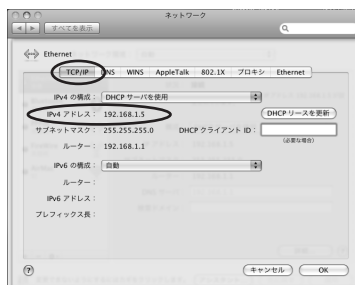 ネットワーク
すべてを表示
Ethernet
TCP/IP DNS WINS AppleTalk 802.1X プロキシ Ethernet
IPv4 の構成： DHCP サーバを使用
IPv4 アドレス： 192.168.1.5 DHCP リースを更新
サブネットマスク： 255.255.255.0 DHCP クライアント ID：
ルーター： 192.168.1.1 （必要な場合）
IPv6 の構成： 自動
ルーター：
IPv6 アドレス：
プレフィックス長：
? キャンセル OK